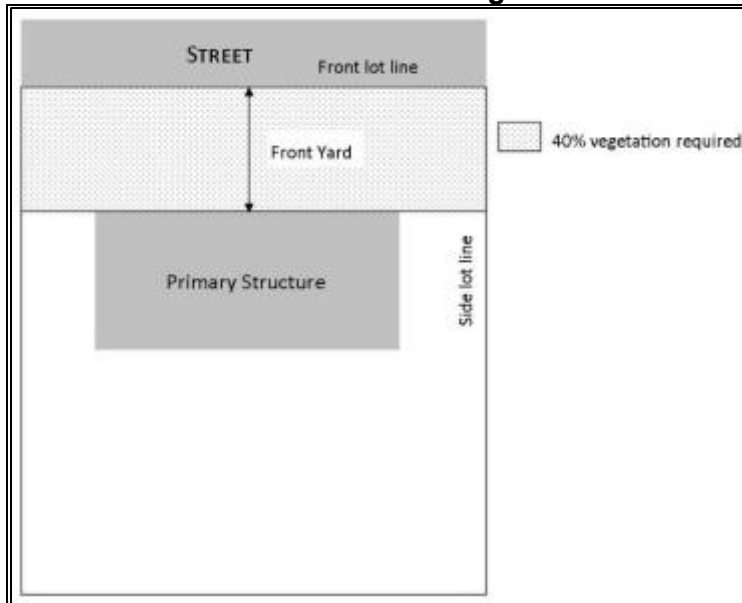 STREET
Front lot line
Front Yard
40% vegetation required
Primary Structure
Side lot line